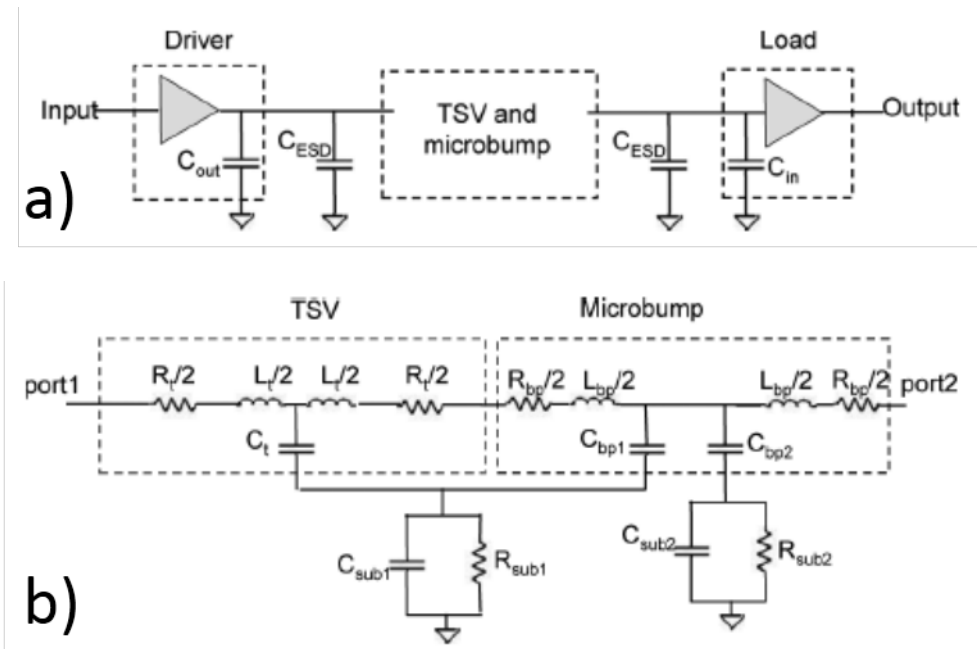 Driver
Load
Input
TSV and
microbump
Output
C_out
C_ESD
C_ESD
C_in
a)
TSV
Microbump
port1
R_t/2
L_t/2
L_t/2
R_t/2
R_bp/2
L_bp/2
L_bp/2
R_bp/2
port2
C_t
C_bp1
C_bp2
C_sub1
R_sub1
C_sub2
R_sub2
b)